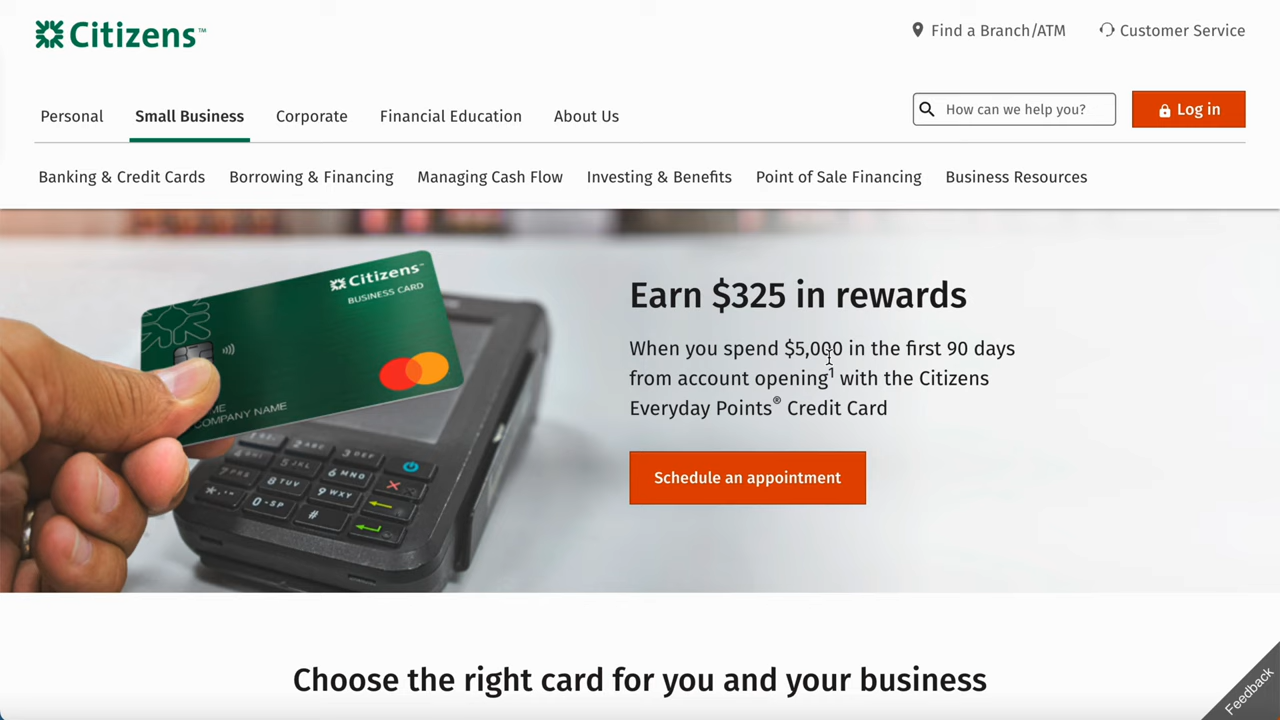 Citizens™
Find a Branch/ATM
Customer Service
Personal
Small Business
Corporate
Financial Education
About Us
How can we help you?
Log in
Banking & Credit Cards
Borrowing & Financing
Managing Cash Flow
Investing & Benefits
Point of Sale Financing
Business Resources
Citizens™
BUSINESS CARD
COMPANY NAME
Earn $325 in rewards
When you spend $5,000 in the first 90 days
from account opening¹ with the Citizens
Everyday Points® Credit Card
Schedule an appointment
Choose the right card for you and your business
Feedback